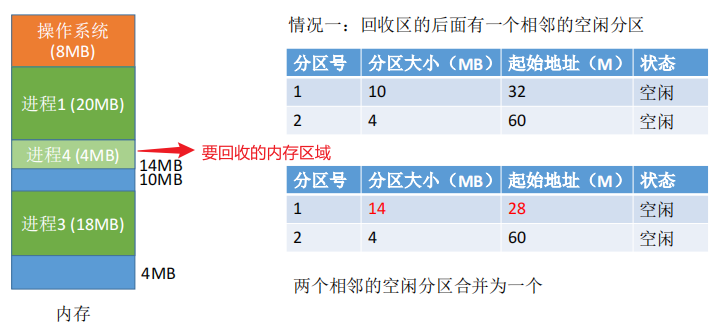 操作系统
(8MB)
进程1 (20MB)
进程4 (4MB)
要回收的内存区域
14MB
10MB
进程3 (18MB)
4MB
内存
情况一：回收区的后面有一个相邻的空闲分区
分区号 分区大小（MB） 起始地址（M） 状态
1 10 32 空闲
2 4 60 空闲
分区号 分区大小（MB） 起始地址（M） 状态
1 14 28 空闲
2 4 60 空闲
两个相邻的空闲分区合并为一个